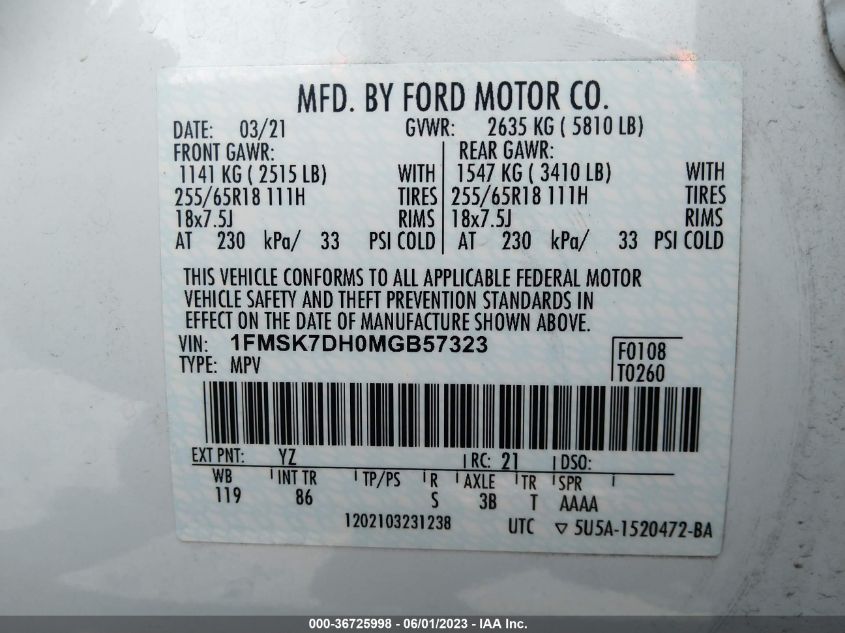 MFD. BY FORD MOTOR CO.
DATE: 03/21 GVWR: 2635 KG ( 5810 LB)
FRONT GAWR: REAR GAWR:
1141 KG ( 2515 LB) WITH 1547 KG ( 3410 LB) WITH
255/65R18 111H TIRES 255/65R18 111H TIRES
18x7.5J RIMS 18x7.5J RIMS
AT 230 kPa/ 33 PSI COLD AT 230 kPa/ 33 PSI COLD
THIS VEHICLE CONFORMS TO ALL APPLICABLE FEDERAL MOTOR
VEHICLE SAFETY AND THEFT PREVENTION STANDARDS IN
EFFECT ON THE DATE OF MANUFACTURE SHOWN ABOVE.
VIN: 1FMSK7DH0MGB57323 F0108
TYPE: MPV T0260
EXT PNT: YZ RC: 21 DSO:
WB INT TR TP/PS R AXLE TR SPR
119 86 S 3B T AAAA
1202103231238 UTC ▽ 5U5A-1520472-BA
000-36725998 - 06/01/2023 - IAA Inc.